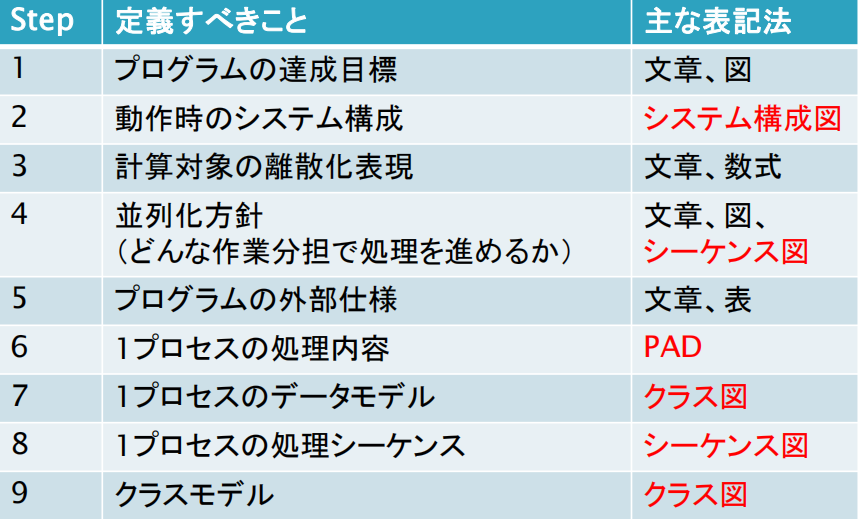 Step 定義すべきこと 主な表記法
1 プログラムの達成目標 文章、図
2 動作時のシステム構成 システム構成図
3 計算対象の離散化表現 文章、数式
4 並列化方針 文章、図、
（どんな作業分担で処理を進めるか） シーケンス図
5 プログラムの外部仕様 文章、表
6 1プロセスの処理内容 PAD
7 1プロセスのデータモデル クラス図
8 1プロセスの処理シーケンス シーケンス図
9 クラスモデル クラス図